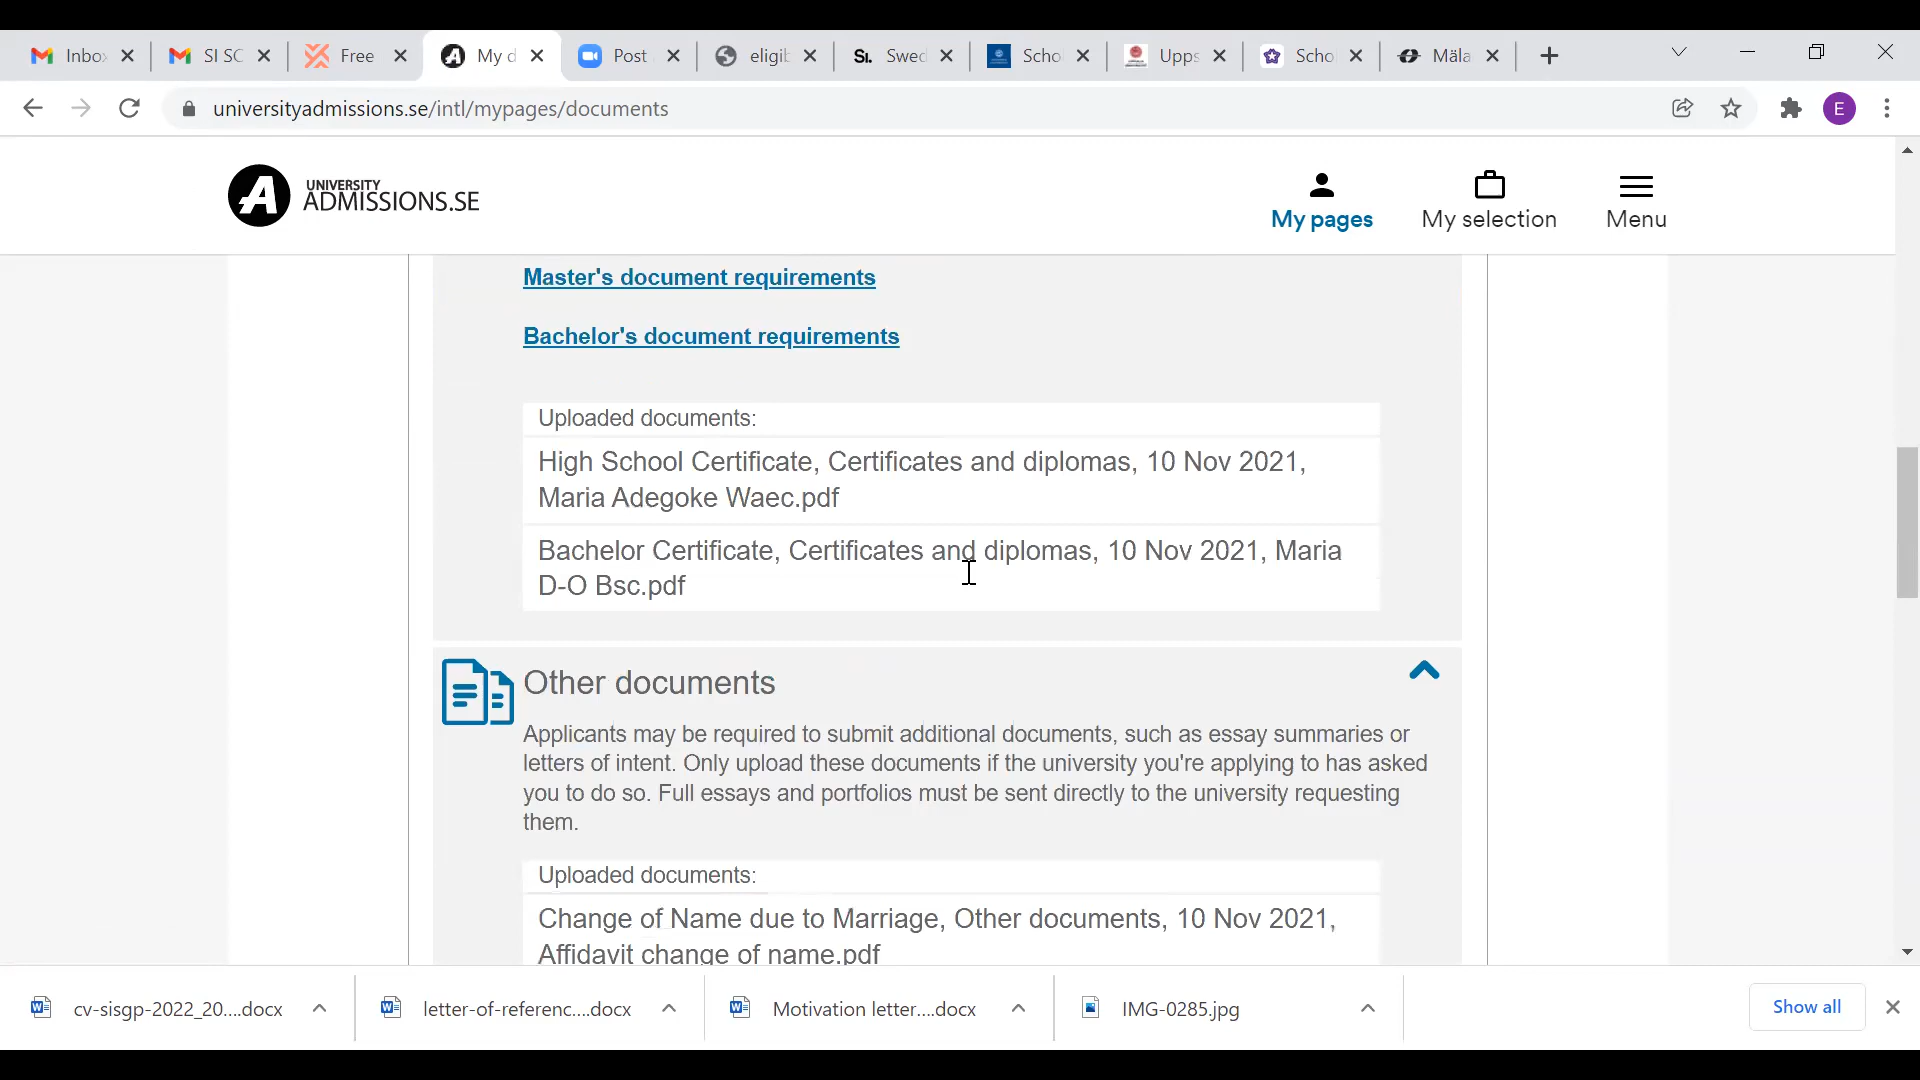 Inbo
SI SC
Free
My d
Post
eligib
SI.
Swed
Scho
Upps
Scho
Mäla
universityadmissions.se/intl/mypages/documents
E
A
UNIVERSITY
ADMISSIONS.SE
My pages
My selection
Menu
Master's document requirements
Bachelor's document requirements
Uploaded documents:
High School Certificate, Certificates and diplomas, 10 Nov 2021,
Maria Adegoke Waec.pdf
Bachelor Certificate, Certificates and diplomas, 10 Nov 2021, Maria
D-O Bsc.pdf
Other documents
Applicants may be required to submit additional documents, such as essay summaries or
letters of intent. Only upload these documents if the university you're applying to has asked
you to do so. Full essays and portfolios must be sent directly to the university requesting
them.
Uploaded documents:
Change of Name due to Marriage, Other documents, 10 Nov 2021,
Affidavit change of name.pdf
cv-sisgp-2022_20....docx
letter-of-referenc....docx
Motivation letter....docx
IMG-0285.jpg
Show all